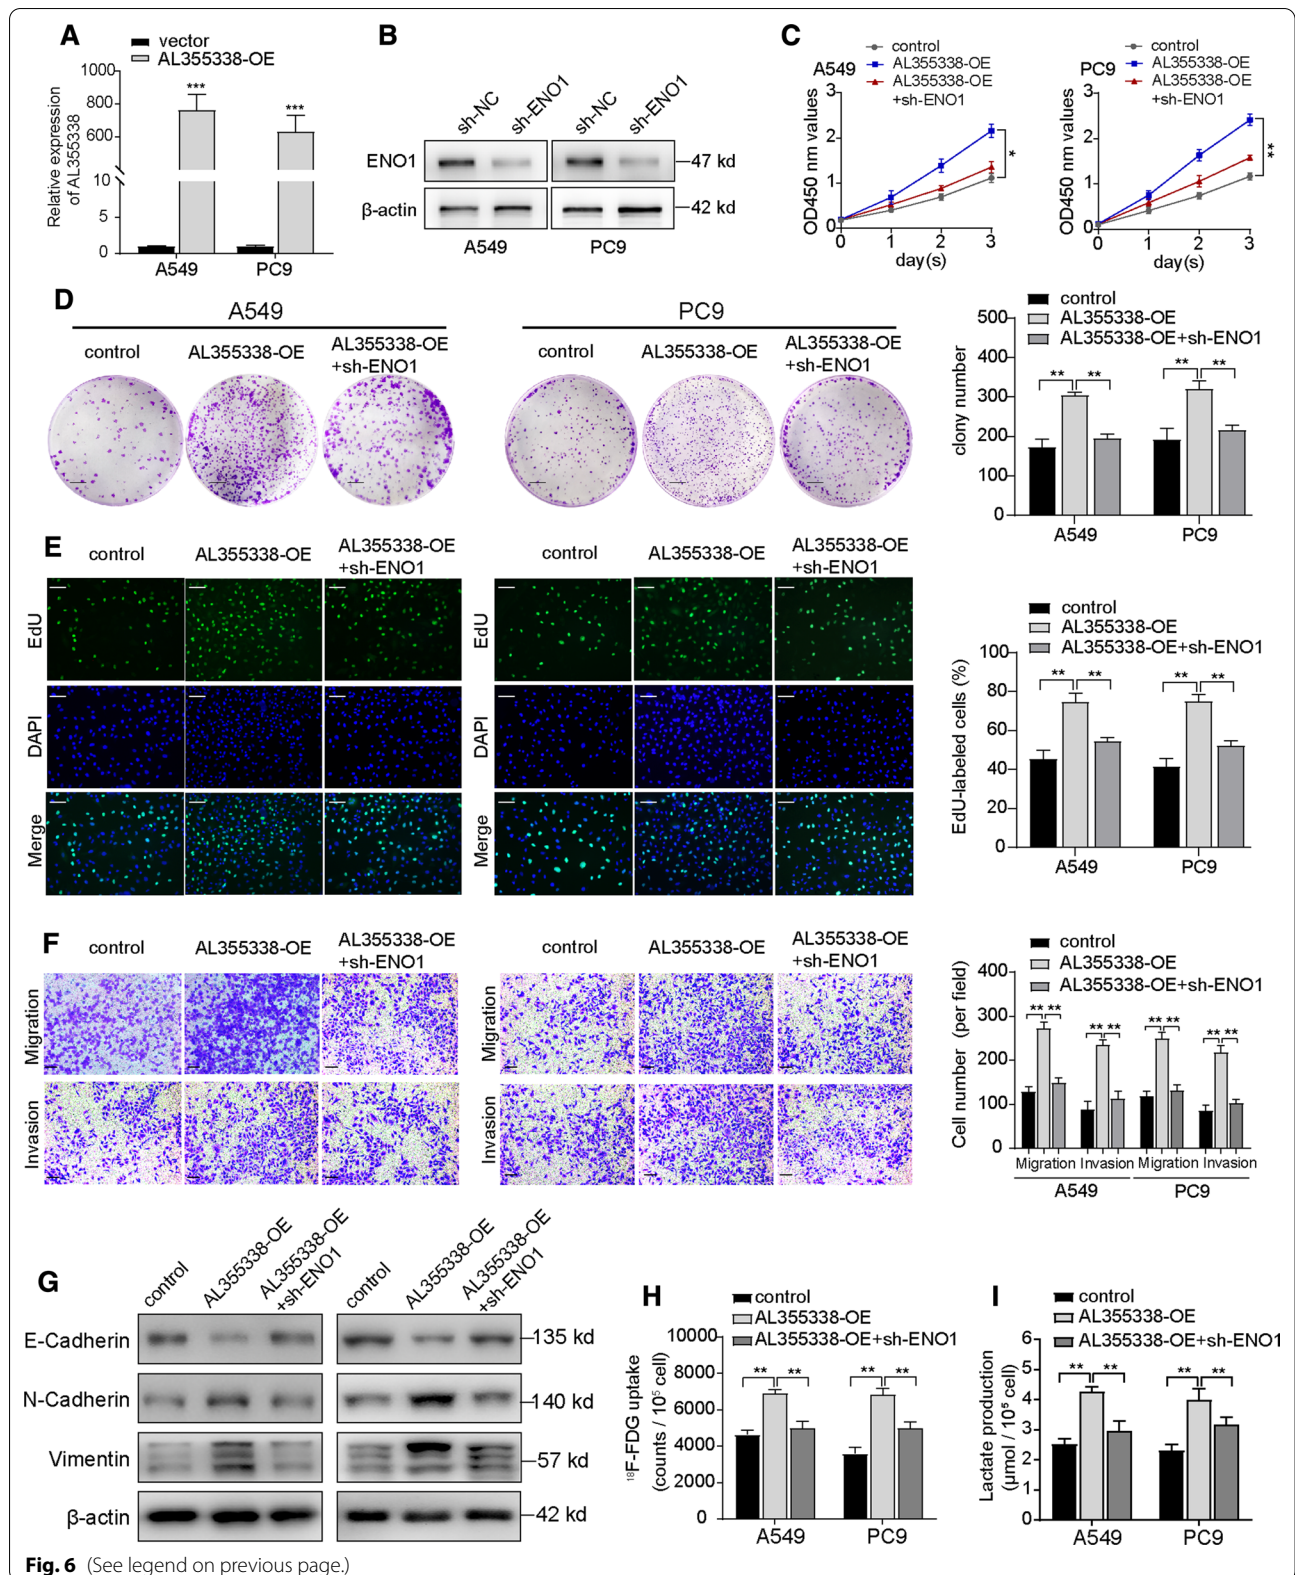 A
vector
AL355338-OE
Relative expression
of AL355338
1000
800
600
10
5
0
***
***
A549
PC9
B
sh-NC
sh-ENO1
sh-NC
sh-ENO1
ENO1
47 kd
β-actin
42 kd
A549
PC9
C
control
AL355338-OE
AL355338-OE
+sh-ENO1
A549
OD450 nm values
3
2
1
0
0
1
2
3
day(s)
*
control
AL355338-OE
AL355338-OE
+sh-ENO1
PC9
OD450 nm values
3
2
1
0
0
1
2
3
day(s)
**
D
A549
control
AL355338-OE
AL355338-OE
+sh-ENO1
PC9
control
AL355338-OE
AL355338-OE
+sh-ENO1
control
AL355338-OE
AL355338-OE+sh-ENO1
clony number
500
400
300
200
100
0
** **
** **
A549
PC9
E
control
AL355338-OE
AL355338-OE
+sh-ENO1
control
AL355338-OE
AL355338-OE
+sh-ENO1
EdU
DAPI
Merge
EdU
DAPI
Merge
control
AL355338-OE
AL355338-OE+sh-ENO1
EdU-labeled cells (%)
100
80
60
40
20
0
** **
** **
A549
PC9
F
control
AL355338-OE
AL355338-OE
+sh-ENO1
control
AL355338-OE
AL355338-OE
+sh-ENO1
Migration
Invasion
Migration
Invasion
control
AL355338-OE
AL355338-OE+sh-ENO1
Cell number (per field)
400
300
200
100
0
** **
** **
** **
** **
Migration Invasion Migration Invasion
A549
PC9
G
control
AL355338-OE
AL355338-OE
+sh-ENO1
control
AL355338-OE
AL355338-OE
+sh-ENO1
E-Cadherin
135 kd
N-Cadherin
140 kd
Vimentin
57 kd
β-actin
42 kd
H
control
AL355338-OE
AL355338-OE+sh-ENO1
¹⁸F-FDG uptake
(counts / 10⁵ cell)
10000
8000
6000
4000
2000
0
** **
** **
A549
PC9
I
control
AL355338-OE
AL355338-OE+sh-ENO1
Lactate production
(μmol / 10⁵ cell)
6
5
4
3
2
1
0
** **
** **
A549
PC9
Fig. 6 (See legend on previous page.)